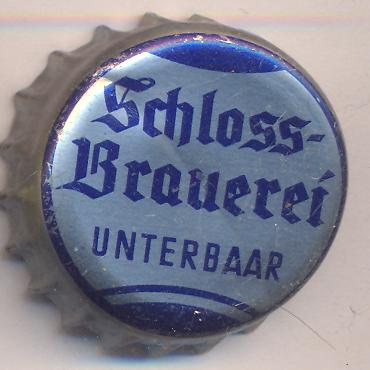 Schloss-
Brauerei
UNTERBAAR